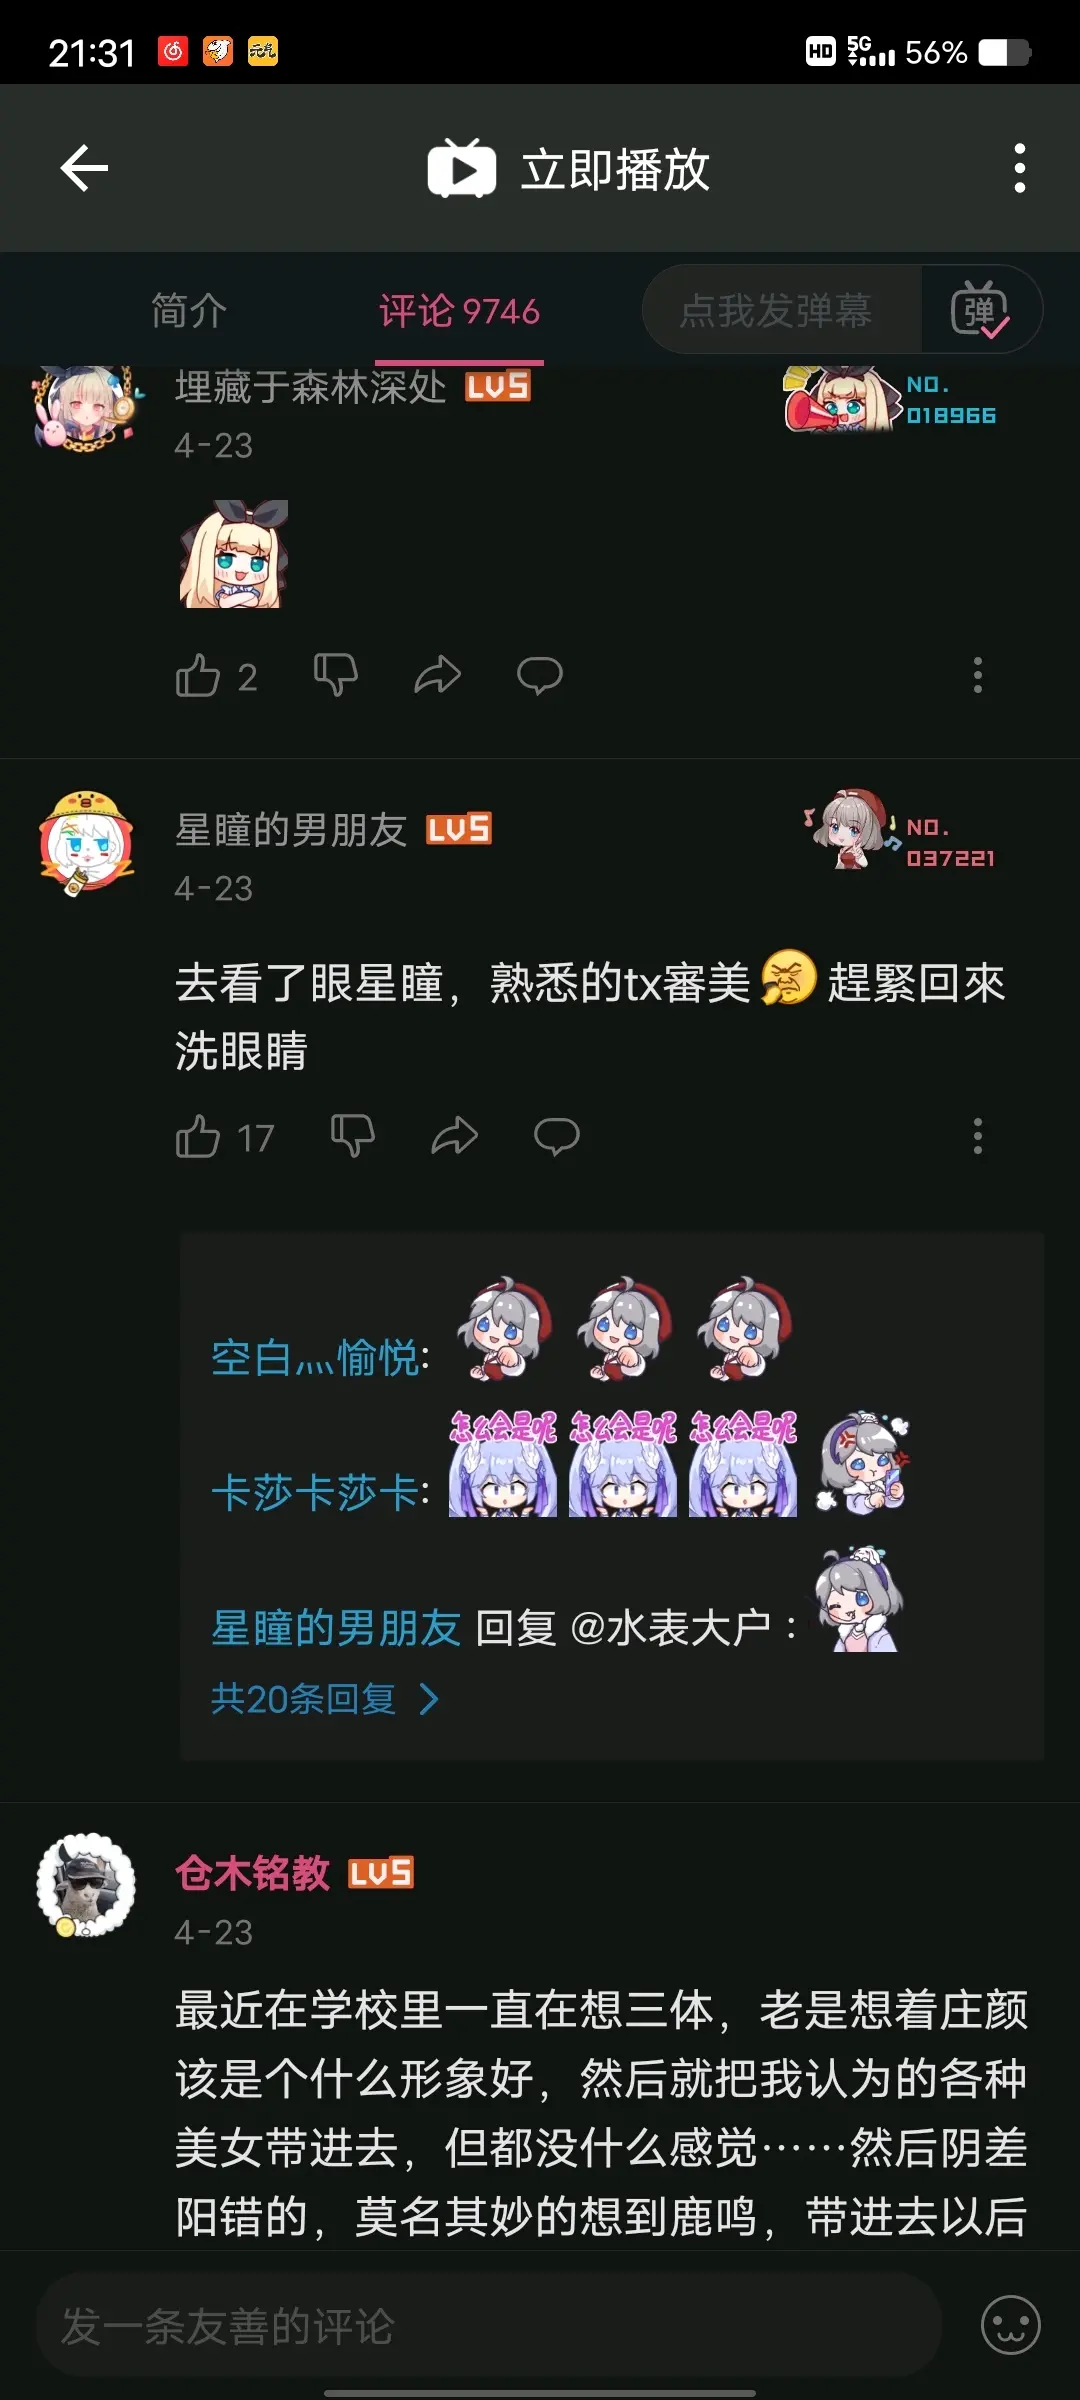 21:31
元气
HD 5G 56%
立即播放
简介
评论 9746
点我发弹幕
弹
埋藏于森林深处 LV5
NO.
018966
4-23
2
星瞳的男朋友 LV5
NO.
037221
4-23
去看了眼星瞳，熟悉的tx審美趕緊回來
洗眼睛
17
空白灬愉悦:
怎么会是呢 怎么会是呢 怎么会是呢
卡莎卡莎卡:
星瞳的男朋友 回复 @水表大户 :
共20条回复
仓木铭教 LV5
4-23
最近在学校里一直在想三体，老是想着庄颜
该是个什么形象好，然后就把我认为的各种
美女带进去，但都没什么感觉……然后阴差
阳错的，莫名其妙的想到鹿鸣，带进去以后
发一条友善的评论